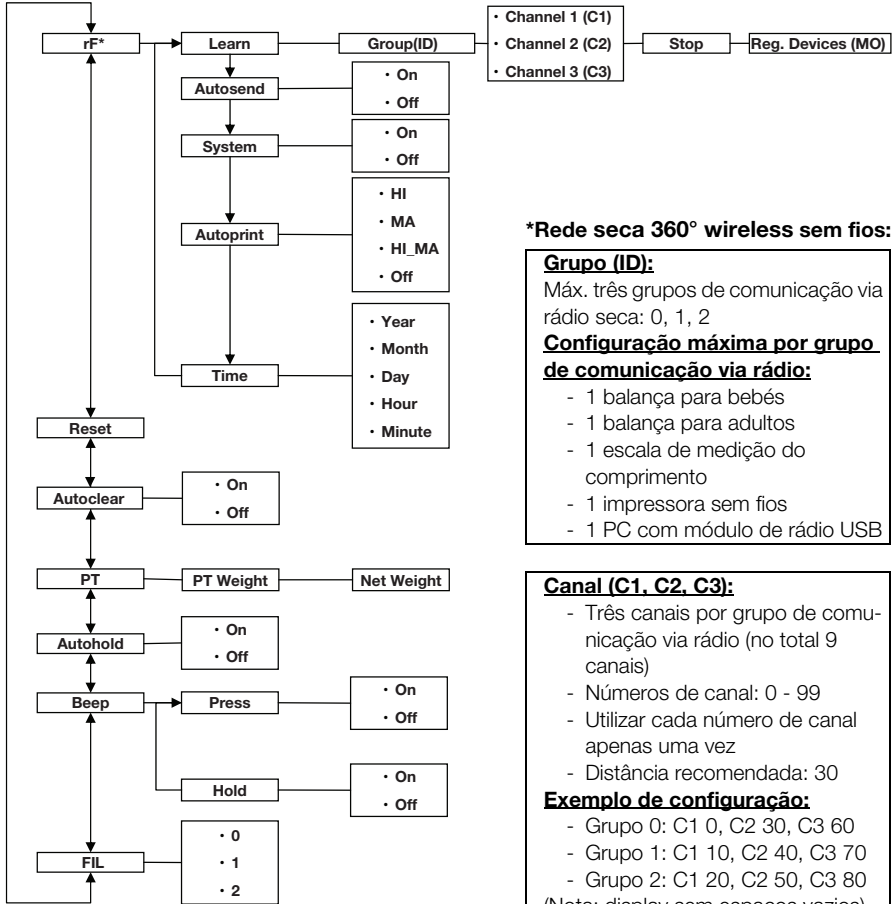 rF*
Learn
Group(ID)
• Channel 1 (C1)
• Channel 2 (C2)
• Channel 3 (C3)
Stop
Reg. Devices (MO)
Autosend
• On
• Off
System
• On
• Off
Autoprint
• HI
• MA
• HI_MA
• Off
Time
• Year
• Month
• Day
• Hour
• Minute
Reset
Autoclear
• On
• Off
PT
PT Weight
Net Weight
Autohold
• On
• Off
Beep
Press
• On
• Off
Hold
• On
• Off
FIL
• 0
• 1
• 2
*Rede seca 360° wireless sem fios:
Grupo (ID):
Máx. três grupos de comunicação via
rádio seca: 0, 1, 2
Configuração máxima por grupo
de comunicação via rádio:
- 1 balança para bebés
- 1 balança para adultos
- 1 escala de medição do
comprimento
- 1 impressora sem fios
- 1 PC com módulo de rádio USB
Canal (C1, C2, C3):
- Três canais por grupo de comu-
nicação via rádio (no total 9
canais)
- Números de canal: 0 - 99
- Utilizar cada número de canal
apenas uma vez
- Distância recomendada: 30
Exemplo de configuração:
- Grupo 0: C1 0, C2 30, C3 60
- Grupo 1: C1 10, C2 40, C3 70
- Grupo 2: C1 20, C2 50, C3 80
(Nota: display sem espaços vazios)